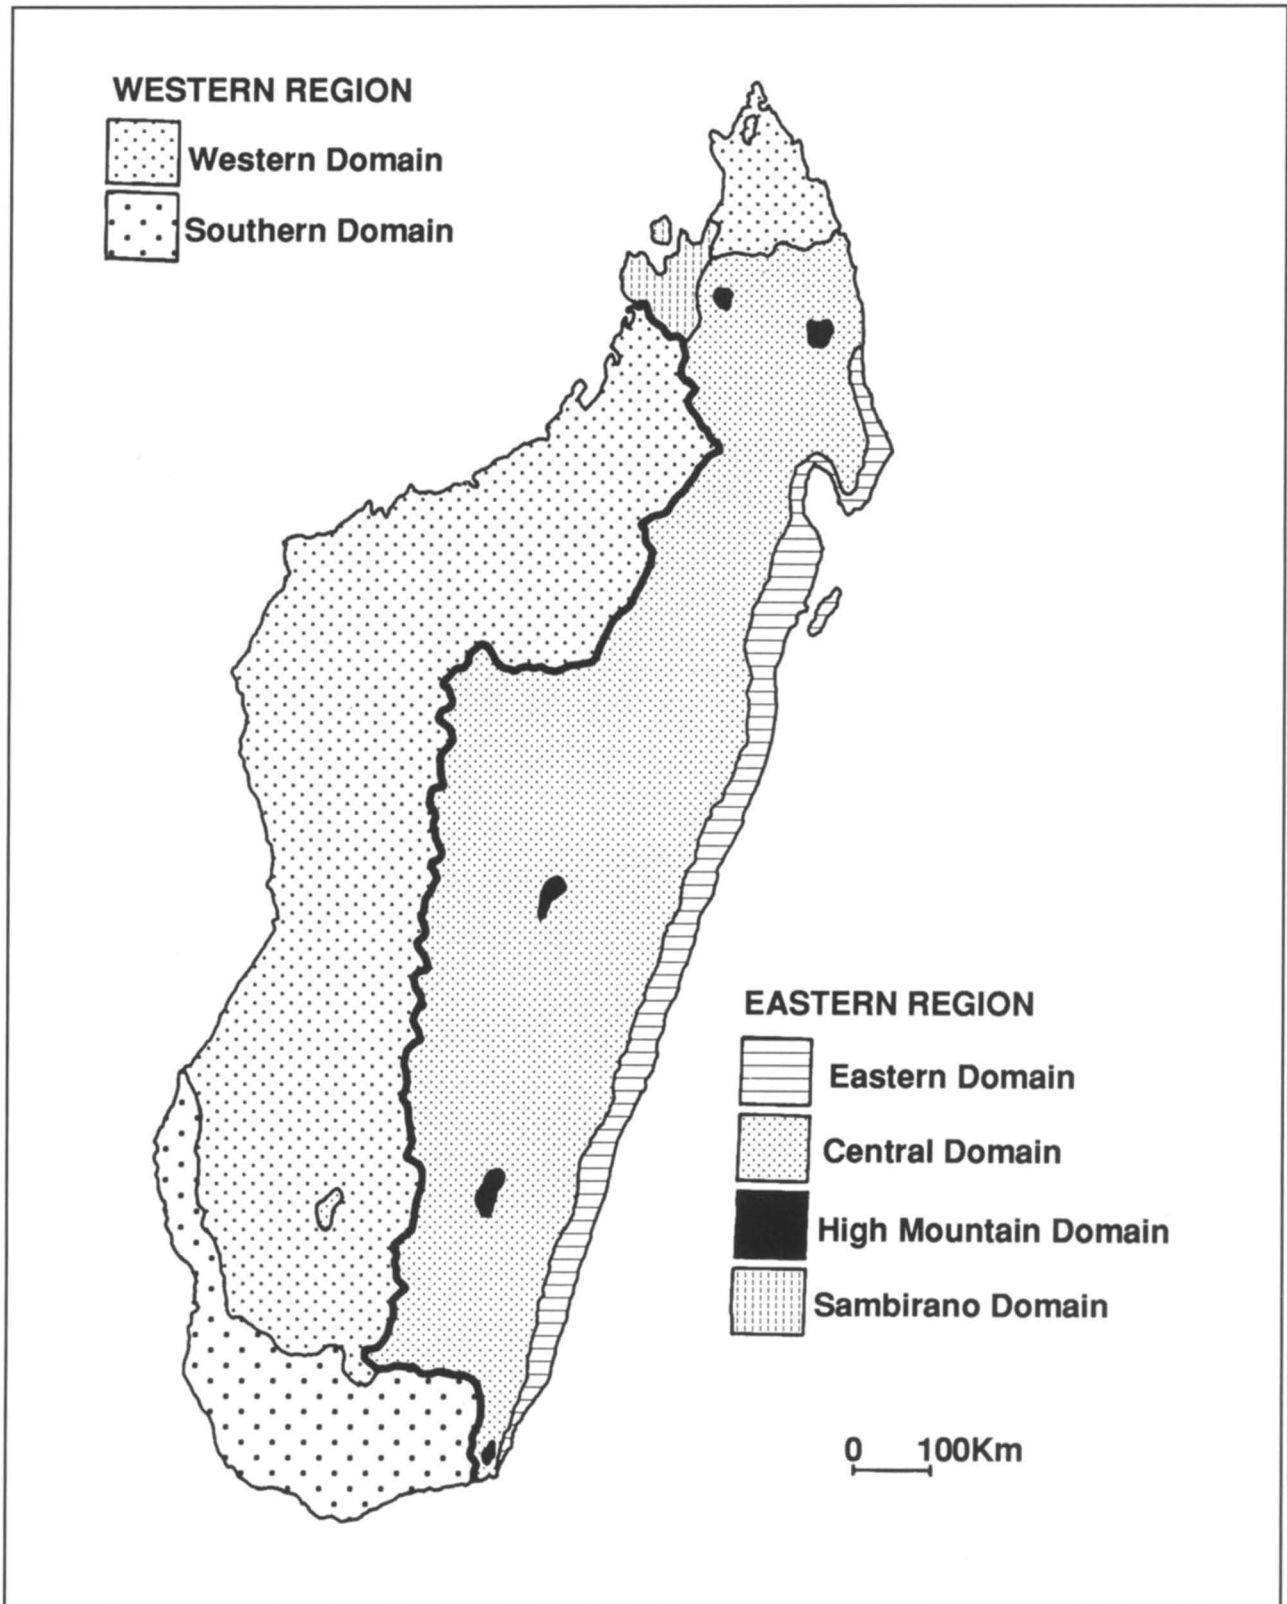 WESTERN REGION
Western Domain
Southern Domain
EASTERN REGION
Eastern Domain
Central Domain
High Mountain Domain
Sambirano Domain
0 100Km